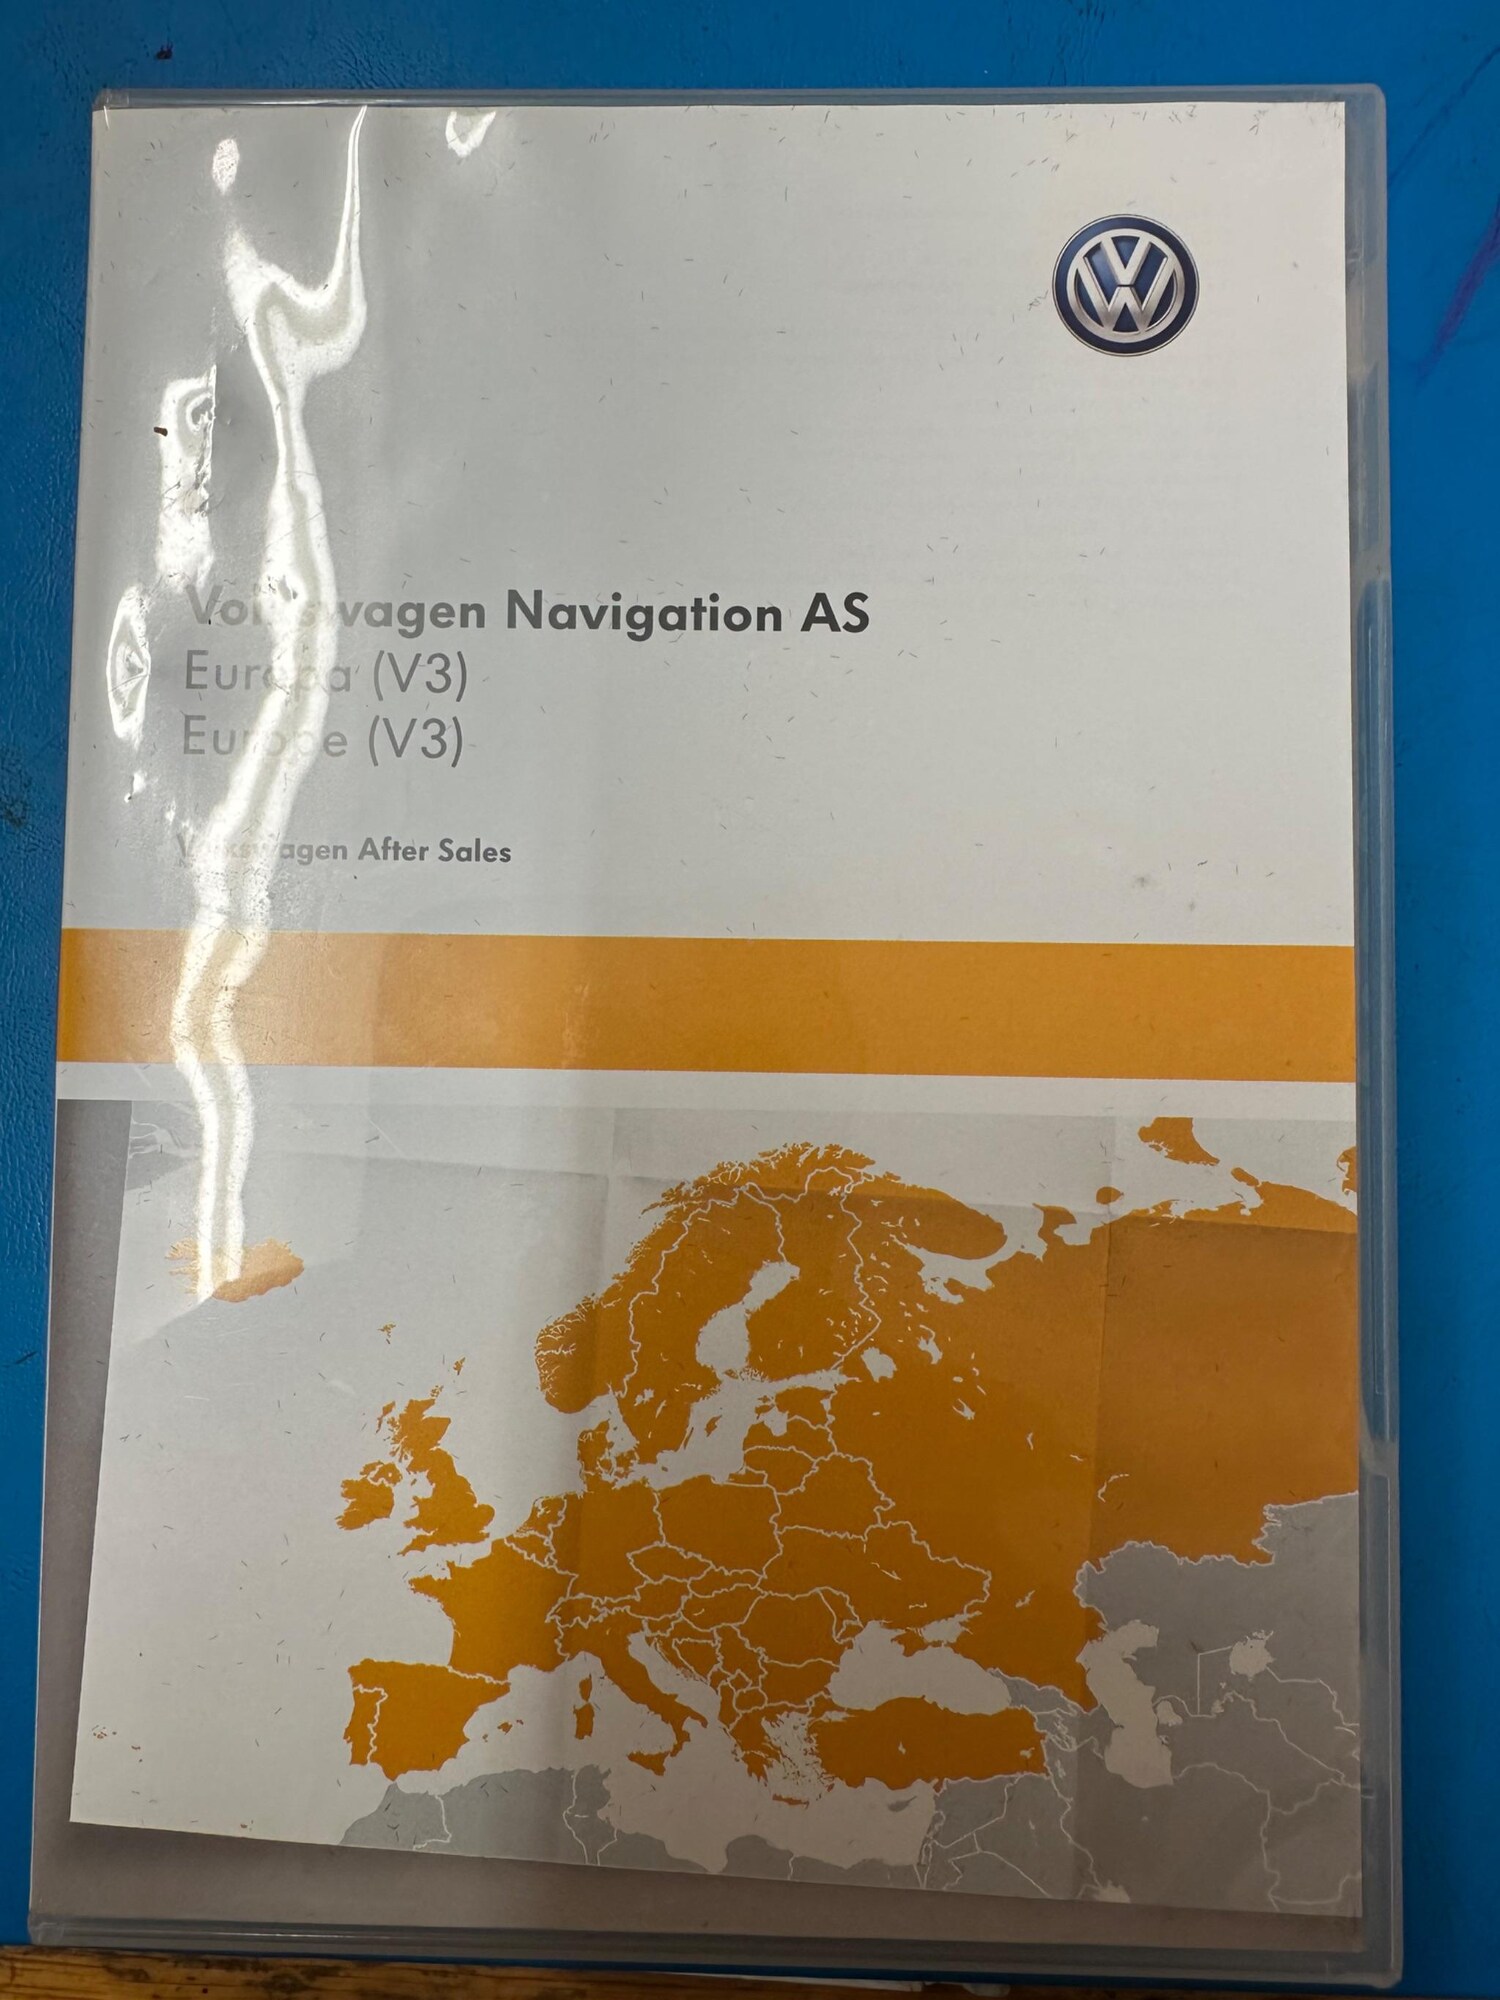 Volkswagen Navigation AS
Europa (V3)
Europe (V3)
Volkswagen After Sales